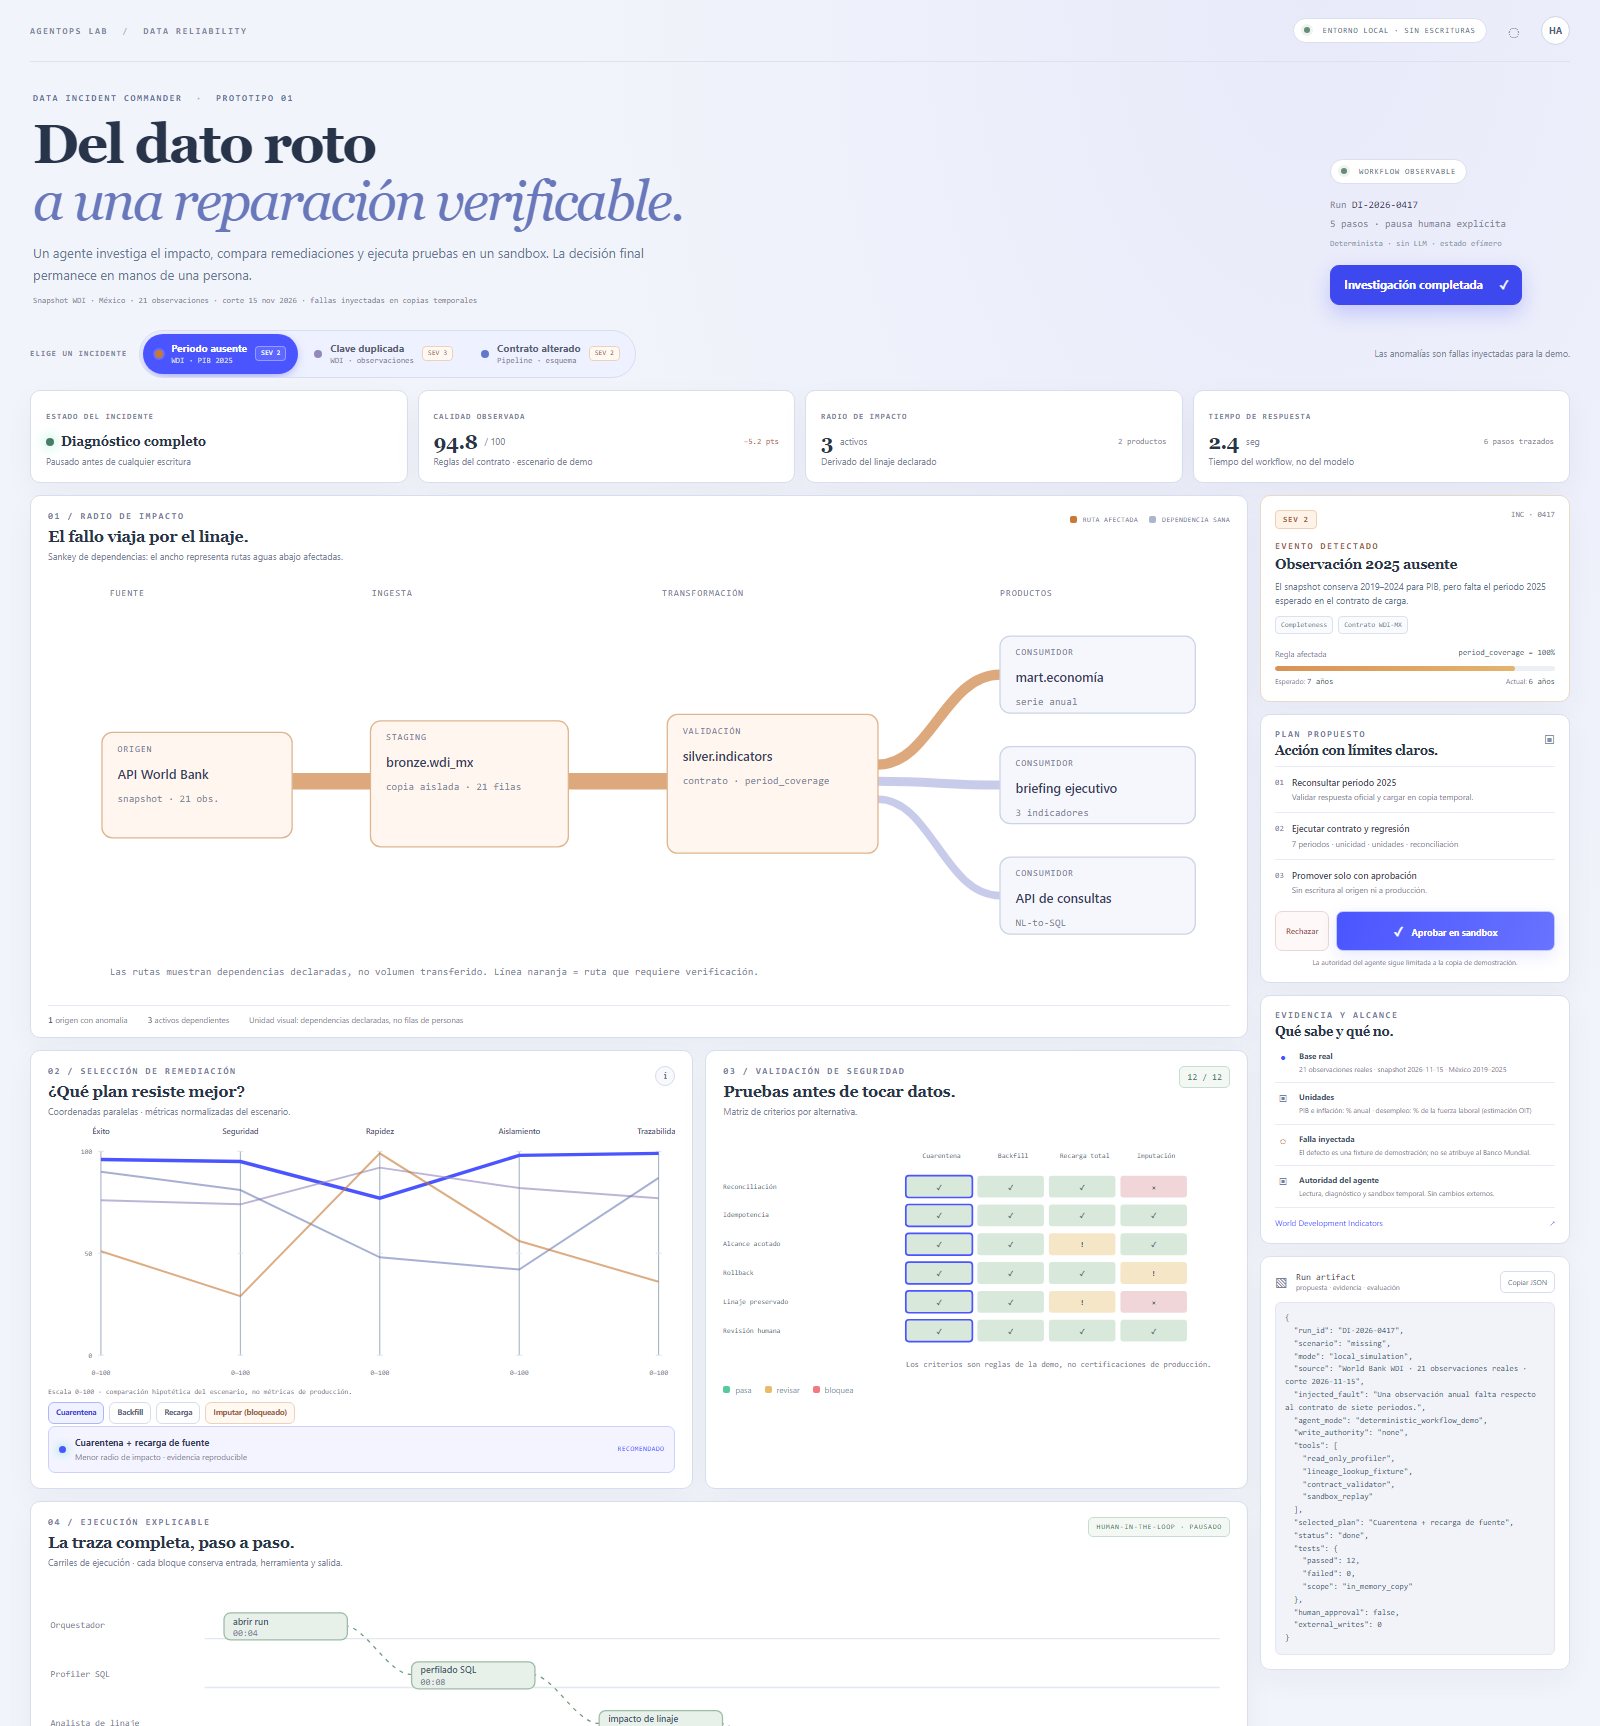 AGENTOPS LAB / DATA RELIABILITY
ENTORNO LOCAL · SIN ESCRITURAS
HA
DATA INCIDENT COMMANDER · PROTOTIPO 01
Del dato roto
a una reparación verificable.
Un agente investiga el impacto, compara remediaciones y ejecuta pruebas en un sandbox. La decisión final
permanece en manos de una persona.
Snapshot WDI · México · 21 observaciones · corte 15 nov 2026 · fallas inyectadas en copias temporales
WORKFLOW OBSERVABLE
Run DI-2026-0417
5 pasos · pausa humana explícita
Determinista · sin LLM · estado efímero
Investigación completada ✓
ELIGE UN INCIDENTE
Periodo ausente
WDI · PIB 2025
SEV 2
Clave duplicada
WDI · observaciones
SEV 3
Contrato alterado
Pipeline · esquema
SEV 2
Las anomalías son fallas inyectadas para la demo.
ESTADO DEL INCIDENTE
Diagnóstico completo
Pausado antes de cualquier escritura
CALIDAD OBSERVADA
94.8 / 100
−5.2 pts
Reglas del contrato · escenario de demo
RADIO DE IMPACTO
3 activos
2 productos
Derivado del linaje declarado
TIEMPO DE RESPUESTA
2.4 seg
6 pasos trazados
Tiempo del workflow, no del modelo
01 / RADIO DE IMPACTO
El fallo viaja por el linaje.
Sankey de dependencias: el ancho representa rutas aguas abajo afectadas.
RUTA AFECTADA
DEPENDENCIA SANA
FUENTE
INGESTA
TRANSFORMACIÓN
PRODUCTOS
ORIGEN
API World Bank
snapshot · 21 obs.
STAGING
bronze.wdi_mx
copia aislada · 21 filas
VALIDACIÓN
silver.indicators
contrato · period_coverage
CONSUMIDOR
mart.economía
serie anual
CONSUMIDOR
briefing ejecutivo
3 indicadores
CONSUMIDOR
API de consultas
NL-to-SQL
Las rutas muestran dependencias declaradas, no volumen transferido. Línea naranja = ruta que requiere verificación.
1 origen con anomalía
3 activos dependientes
Unidad visual: dependencias declaradas, no filas de personas
SEV 2
INC · 0417
EVENTO DETECTADO
Observación 2025 ausente
El snapshot conserva 2019–2024 para PIB, pero falta el periodo 2025
esperado en el contrato de carga.
Completeness
Contrato WDI-MX
Regla afectada
period_coverage = 100%
Esperado: 7 años
Actual: 6 años
PLAN PROPUESTO
Acción con límites claros.
01 Reconsultar periodo 2025
Validar respuesta oficial y cargar en copia temporal.
02 Ejecutar contrato y regresión
7 periodos · unicidad · unidades · reconciliación
03 Promover solo con aprobación
Sin escritura al origen ni a producción.
Rechazar
✓ Aprobar en sandbox
La autoridad del agente sigue limitada a la copia de demostración.
EVIDENCIA Y ALCANCE
Qué sabe y qué no.
Base real
21 observaciones reales · snapshot 2026-11-15 · México 2019-2025
Unidades
PIB e inflación: % anual · desempleo: % de la fuerza laboral (estimación OIT)
Falla inyectada
El defecto es una fixture de demostración; no se atribuye al Banco Mundial.
Autoridad del agente
Lectura, diagnóstico y sandbox temporal. Sin cambios externos.
World Development Indicators ↗
02 / SELECCIÓN DE REMEDIACIÓN
¿Qué plan resiste mejor?
Coordenadas paralelas · métricas normalizadas del escenario.
i
Éxito
Seguridad
Rapidez
Aislamiento
Trazabilida
100
50
0
0–100
0–100
0–100
0–100
0–100
Escala 0–100 · comparación hipotética del escenario, no métricas de producción.
Cuarentena
Backfill
Recarga
Imputar (bloqueado)
Cuarentena + recarga de fuente
Menor radio de impacto · evidencia reproducible
RECOMENDADO
03 / VALIDACIÓN DE SEGURIDAD
Pruebas antes de tocar datos.
Matriz de criterios por alternativa.
12 / 12
Cuarentena Backfill Recarga total Imputación
Reconciliación ✓ ✓ ✓ ×
Idempotencia ✓ ✓ ✓ ✓
Alcance acotado ✓ ✓ ! ✓
Rollback ✓ ✓ ✓ !
Linaje preservado ✓ ✓ ! ×
Revisión humana ✓ ✓ ✓ ✓
Los criterios son reglas de la demo, no certificaciones de producción.
pasa
revisar
bloquea
Run artifact
propuesta · evidencia · evaluación
Copiar JSON
{
"run_id": "DI-2026-0417",
"scenario": "missing",
"mode": "local_simulation",
"source": "World Bank WDI · 21 observaciones reales ·
corte 2026-11-15",
"injected_fault": "Una observación anual falta respecto
al contrato de siete periodos.",
"agent_mode": "deterministic_workflow_demo",
"write_authority": "none",
"tools": [
"read_only_profiler",
"lineage_lookup_fixture",
"contract_validator",
"sandbox_replay"
],
"selected_plan": "Cuarentena + recarga de fuente",
"status": "done",
"tests": {
"passed": 12,
"failed": 0,
"scope": "in_memory_copy"
},
"human_approval": false,
"external_writes": 0
}
04 / EJECUCIÓN EXPLICABLE
La traza completa, paso a paso.
Carriles de ejecución · cada bloque conserva entrada, herramienta y salida.
HUMAN-IN-THE-LOOP · PAUSADO
Orquestador
abrir run
00:04
Profiler SQL
perfilado SQL
00:08
Analista de linaje
impacto de linaje